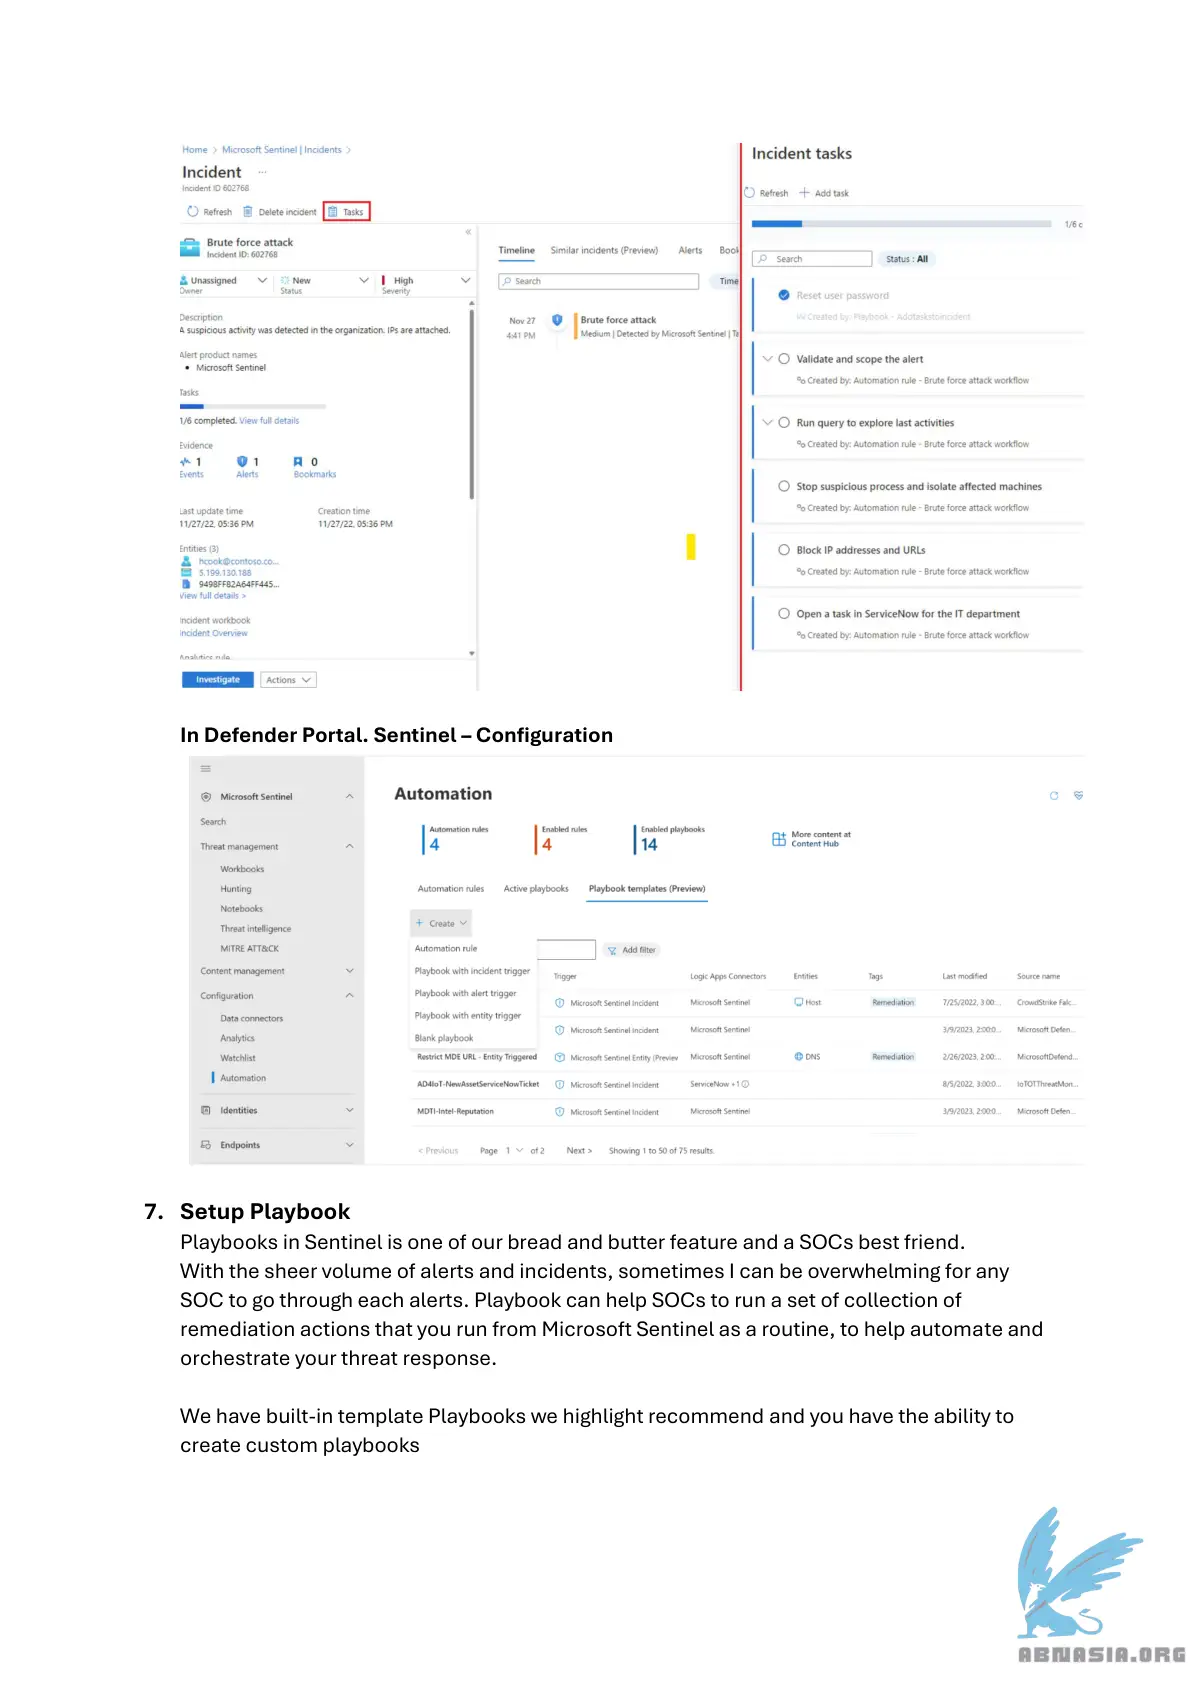 Home > Microsoft Sentinel | Incidents >
Incident ...
Incident ID 602768
Refresh Delete incident Tasks
«
Brute force attack
Incident ID: 602768
Unassigned New High
Owner Status Severity
Description
A suspicious activity was detected in the organization. IPs are attached.
Alert product names
• Microsoft Sentinel
Tasks
1/6 completed. View full details
Evidence
1 1 0
Events Alerts Bookmarks
Last update time Creation time
11/27/22, 05:36 PM 11/27/22, 05:36 PM
Entities (3)
hcook@contoso.co...
5.199.130.188
9498FF82A64FF445...
View full details >
Incident workbook
Incident Overview
Analytics rule
Investigate Actions
Timeline Similar incidents (Preview) Alerts Book
Search Time
Nov 27 Brute force attack
4:41 PM Medium | Detected by Microsoft Sentinel | Ta
Incident tasks
Refresh + Add task
1/6 c
Search Status : All
Reset user password
Created by: Playbook - Addtaskstoincident
Validate and scope the alert
Created by: Automation rule - Brute force attack workflow
Run query to explore last activities
Created by: Automation rule - Brute force attack workflow
Stop suspicious process and isolate affected machines
Created by: Automation rule - Brute force attack workflow
Block IP addresses and URLs
Created by: Automation rule - Brute force attack workflow
Open a task in ServiceNow for the IT department
Created by: Automation rule - Brute force attack workflow
In Defender Portal. Sentinel – Configuration
Microsoft Sentinel
Search
Threat management
Workbooks
Hunting
Notebooks
Threat intelligence
MITRE ATT&CK
Content management
Configuration
Data connectors
Analytics
Watchlist
Automation
Identities
Endpoints
Automation
Automation rules Enabled rules Enabled playbooks More content at
4 4 14 Content Hub
Automation rules Active playbooks Playbook templates (Preview)
+ Create
Automation rule
Playbook with incident trigger
Playbook with alert trigger
Playbook with entity trigger
Blank playbook
Add filter
Trigger Logic Apps Connectors Entities Tags Last modified Source name
Microsoft Sentinel Incident Microsoft Sentinel Host Remediation 7/25/2022, 3:00:... CrowdStrike Falc...
Microsoft Sentinel Incident Microsoft Sentinel 3/9/2023, 2:00:0... Microsoft Defen...
Restrict MDE URL - Entity Triggered Microsoft Sentinel Entity (Preview Microsoft Sentinel DNS Remediation 2/26/2023, 2:00:... MicrosoftDefend...
AD4IoT-NewAssetServiceNowTicket Microsoft Sentinel Incident ServiceNow +1 8/5/2022, 3:00:0... IoTOTThreatMon...
MDTI-Intel-Reputation Microsoft Sentinel Incident Microsoft Sentinel 3/9/2023, 2:00:0... Microsoft Defen...
< Previous Page 1 of 2 Next > Showing 1 to 50 of 75 results.
7. Setup Playbook
Playbooks in Sentinel is one of our bread and butter feature and a SOCs best friend.
With the sheer volume of alerts and incidents, sometimes I can be overwhelming for any
SOC to go through each alerts. Playbook can help SOCs to run a set of collection of
remediation actions that you run from Microsoft Sentinel as a routine, to help automate and
orchestrate your threat response.
We have built-in template Playbooks we highlight recommend and you have the ability to
create custom playbooks
ABNASIA.ORG